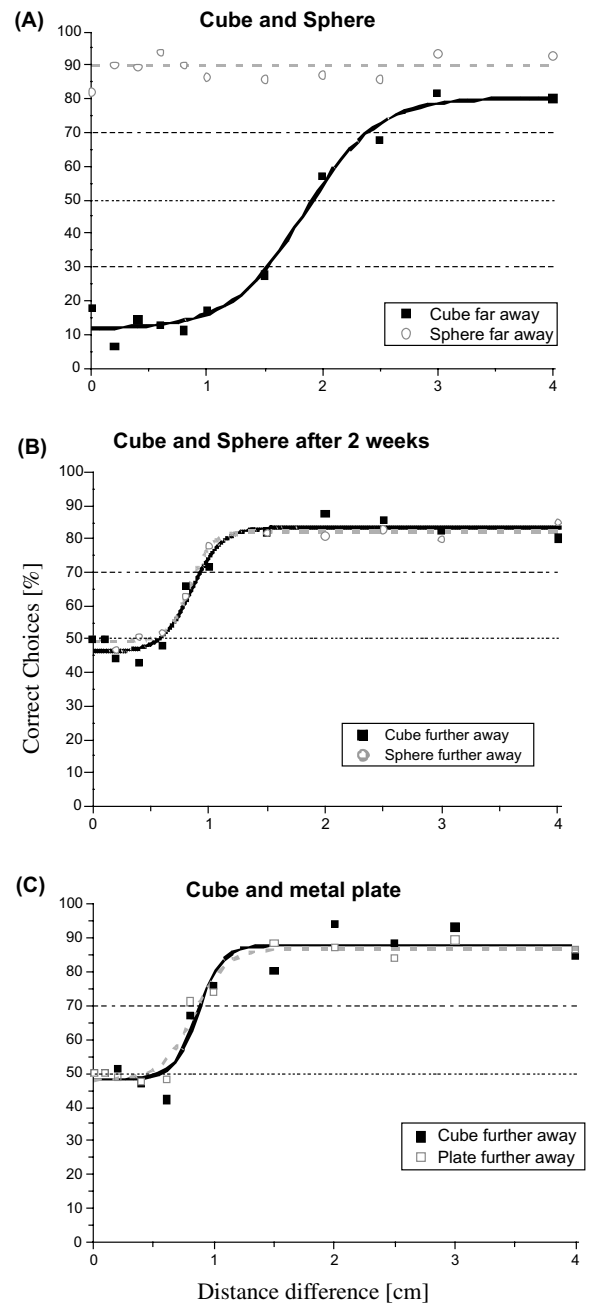 (A)
Cube and Sphere
100
90
80
70
60
50
40
30
20
10
0
0 1 2 3 4
Cube far away
Sphere far away
(B)
Cube and Sphere after 2 weeks
100
90
80
70
60
50
40
30
20
10
0
0 1 2 3 4
Correct Choices [%]
Cube further away
Sphere further away
(C)
Cube and metal plate
100
90
80
70
60
50
40
30
20
10
0
0 1 2 3 4
Cube further away
Plate further away
Distance difference [cm]